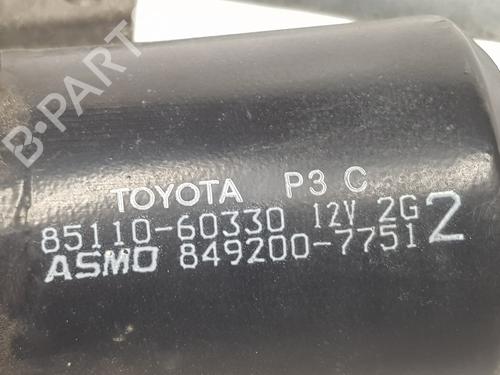 B-PART
TOYOTA P3 C
85110-60330 12V 2G 2
ASMO 849200-7751